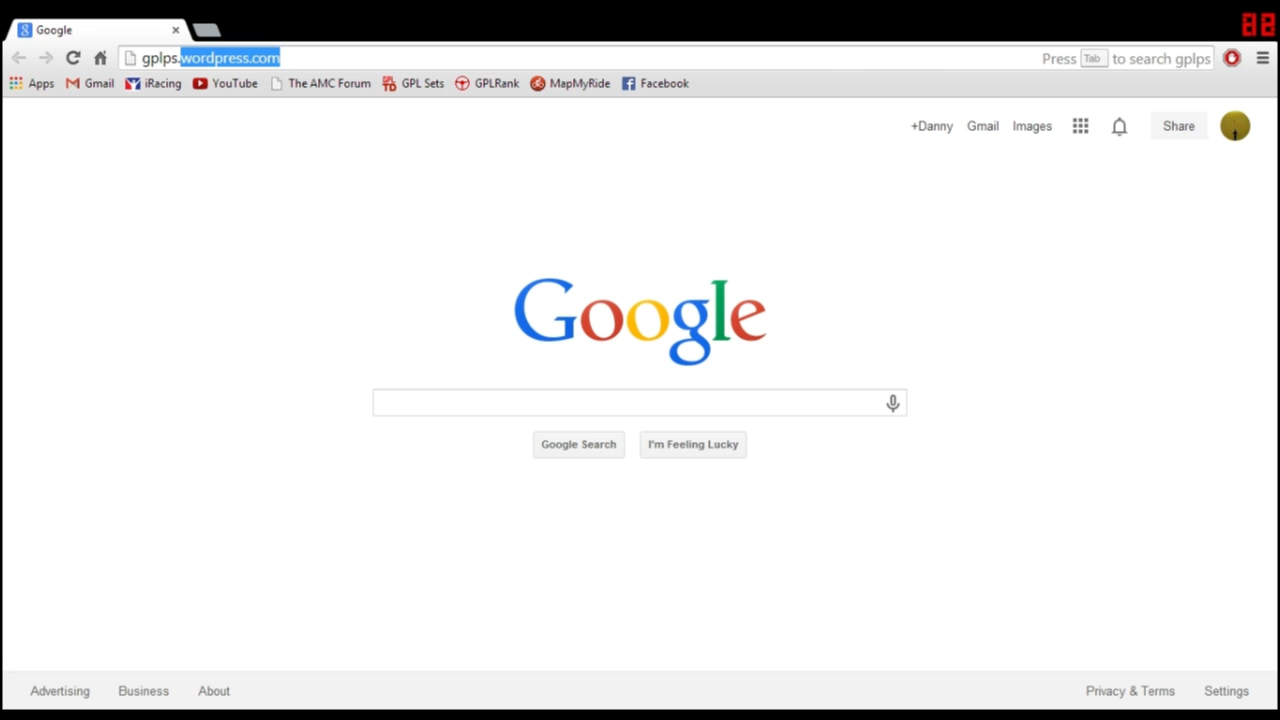 Google
gplps.wordpress.com Press Tab to search gplps
Apps Gmail iRacing YouTube The AMC Forum GPL Sets GPLRank MapMyRide Facebook
+Danny Gmail Images Share
Google
Google Search I'm Feeling Lucky
Advertising Business About Privacy & Terms Settings